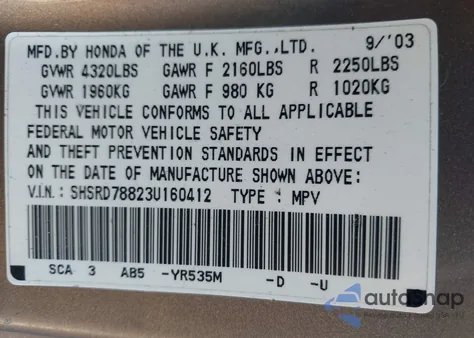 MFD.BY HONDA OF THE U.K. MFG.,LTD. 9/'03
GVWR 4320LBS GAWR F 2160LBS R 2250LBS
GVWR 1960KG GAWR F 980 KG R 1020KG
THIS VEHICLE CONFORMS TO ALL APPLICABLE
FEDERAL MOTOR VEHICLE SAFETY
AND THEFT PREVENTION STANDARDS IN EFFECT
ON THE DATE OF MANUFACTURE SHOWN ABOVE:
V.I.N.: SHSRD78823U160412 TYPE : MPV
SCA 3 AB5 -YR535M -D -U
autosnap